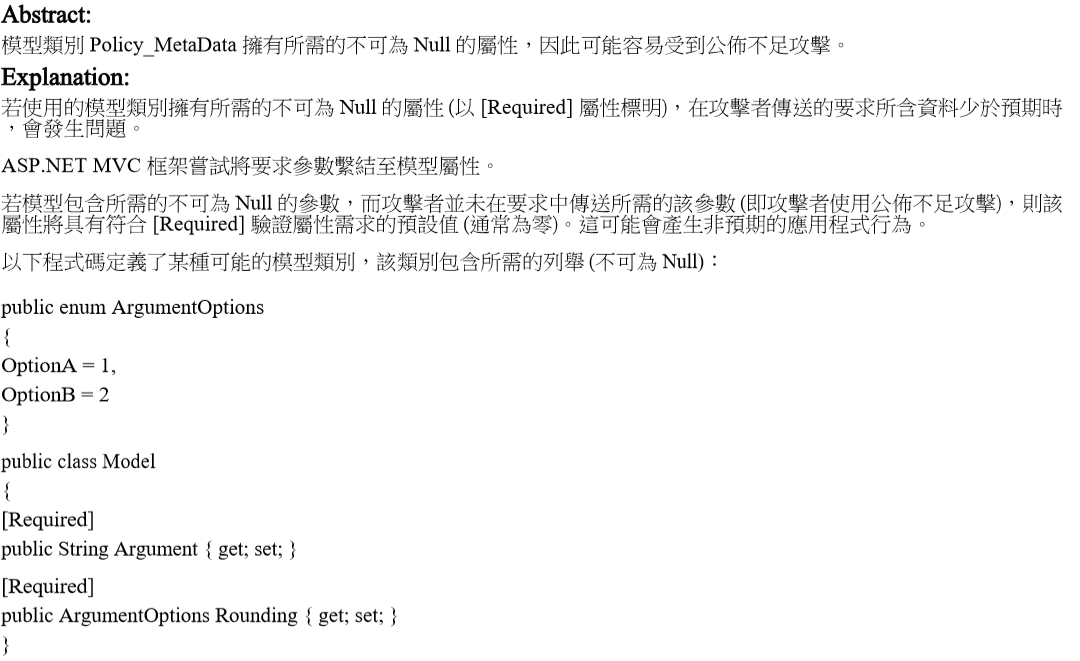 Abstract:
模型類別 Policy_MetaData 擁有所需的不可為 Null 的屬性，因此可能容易受到公佈不足攻擊。
Explanation:
若使用的模型類別擁有所需的不可為 Null 的屬性 (以 [Required] 屬性標明)，在攻擊者傳送的要求所含資料少於預期時
，會發生問題。
ASP.NET MVC 框架嘗試將要求參數繫結至模型屬性。
若模型包含所需的不可為 Null 的參數，而攻擊者並未在要求中傳送所需的該參數 (即攻擊者使用公佈不足攻擊)，則該
屬性將具有符合 [Required] 驗證屬性需求的預設值 (通常為零)。這可能會產生非預期的應用程式行為。
以下程式碼定義了某種可能的模型類別，該類別包含所需的列舉 (不可為 Null)：
public enum ArgumentOptions
{
OptionA = 1,
OptionB = 2
}
public class Model
{
[Required]
public String Argument { get; set; }
[Required]
public ArgumentOptions Rounding { get; set; }
}